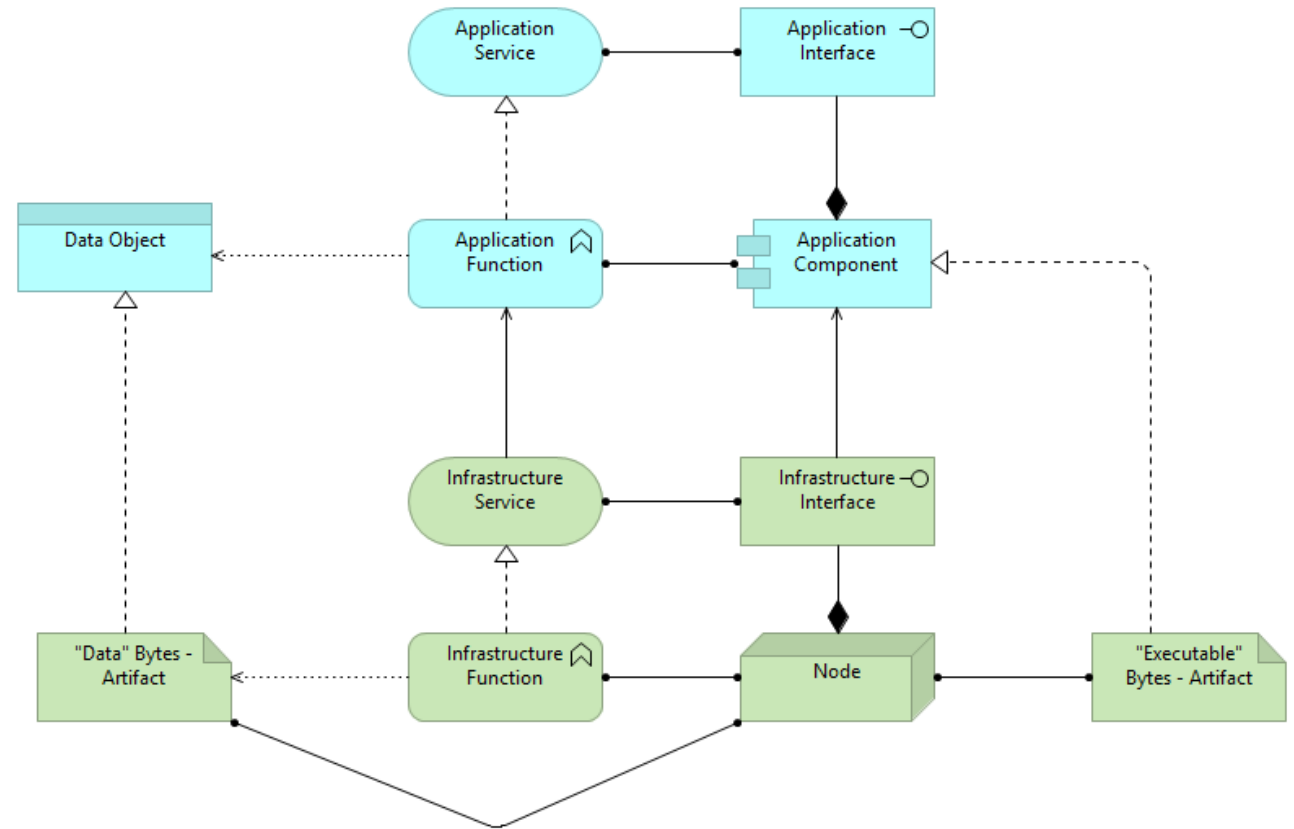 Application
Service
Application
Interface
Data Object
Application
Function
Application
Component
Infrastructure
Service
Infrastructure
Interface
"Data" Bytes -
Artifact
Infrastructure
Function
Node
"Executable"
Bytes - Artifact